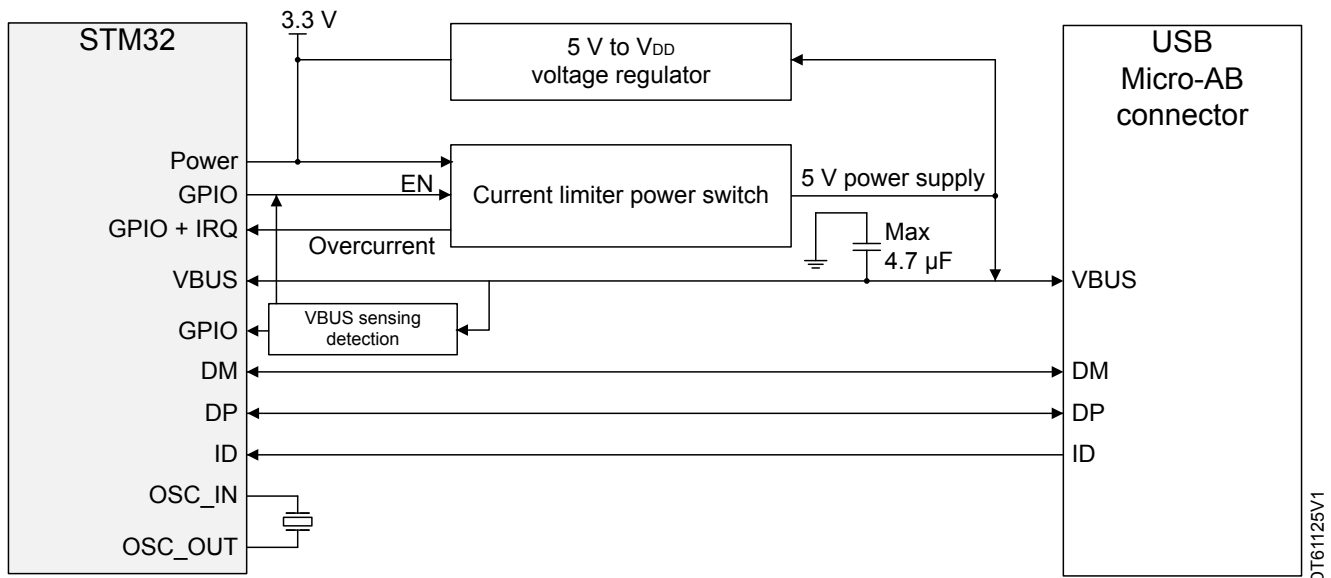 3.3 V
STM32
5 V to VDD
voltage regulator
USB
Micro-AB
connector
Power
GPIO
EN
Current limiter power switch
5 V power supply
GPIO + IRQ
Overcurrent
Max
4.7 µF
VBUS
VBUS
GPIO
VBUS sensing
detection
DM
DM
DP
DP
ID
ID
OSC_IN
OSC_OUT
DT61125V1